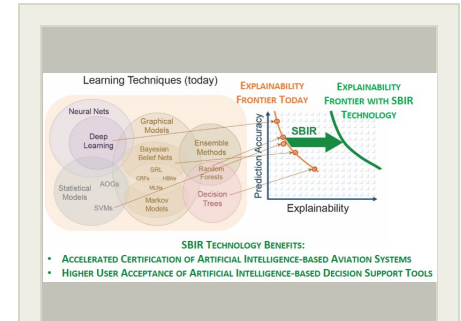 Learning Techniques (today)
Neural Nets
Deep
Learning
Graphical
Models
Bayesian
Belief Nets
SRL
CRFs HBNs
MLNs
Markov
Models
Ensemble
Methods
Random
Forests
Decision
Trees
Statistical
Models
AOGs
SVMs
EXPLAINABILITY
FRONTIER TODAY
EXPLAINABILITY
FRONTIER WITH SBIR
TECHNOLOGY
SBIR
Prediction Accuracy
Explainability
SBIR TECHNOLOGY BENEFITS:
• ACCELERATED CERTIFICATION OF ARTIFICIAL INTELLIGENCE-BASED AVIATION SYSTEMS
• HIGHER USER ACCEPTANCE OF ARTIFICIAL INTELLIGENCE-BASED DECISION SUPPORT TOOLS